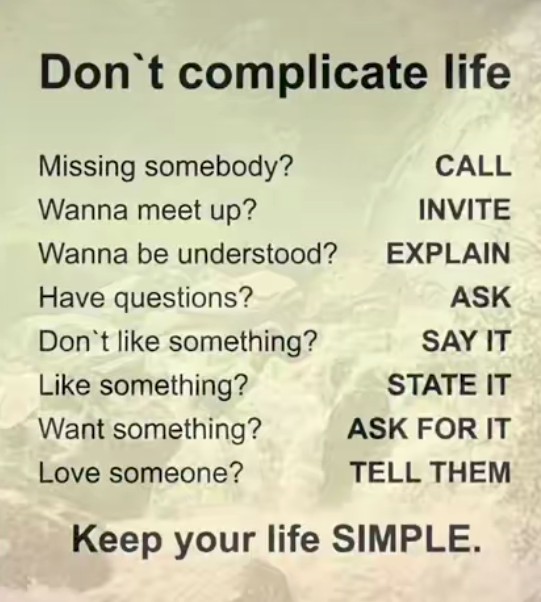 Don`t complicate life
Missing somebody? CALL
Wanna meet up? INVITE
Wanna be understood? EXPLAIN
Have questions? ASK
Don`t like something? SAY IT
Like something? STATE IT
Want something? ASK FOR IT
Love someone? TELL THEM
Keep your life SIMPLE.